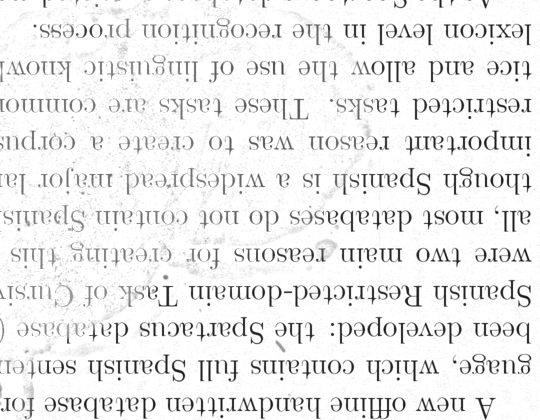 A new offline handwritten database for
guage, which contains full Spanish senten
been developed: the Spartacus database (
Spanish Restricted-domain Task of Cursiv
were two main reasons for creating this
all, most databases do not contain Spanis
though Spanish is a widespread major lan
important reason was to create a corpus
restricted tasks. These tasks are common
tice and allow the use of linguistic knowl
lexicon level in the recognition process.